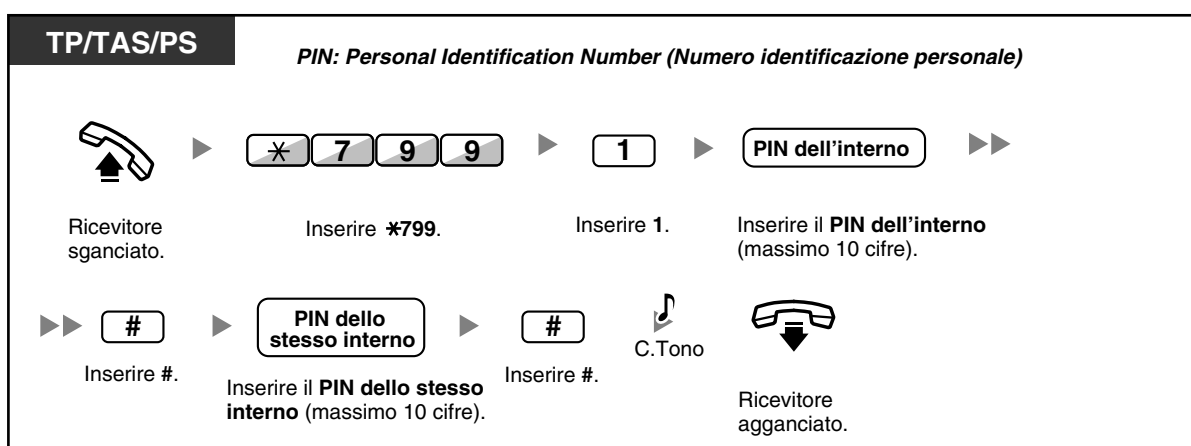 TP/TAS/PS
PIN: Personal Identification Number (Numero identificazione personale)
* 7 9 9
1
PIN dell'interno
Ricevitore
sganciato.
Inserire *799.
Inserire 1.
Inserire il PIN dell'interno
(massimo 10 cifre).
#
PIN dello
stesso interno
#
C.Tono
Inserire #.
Inserire il PIN dello stesso
interno (massimo 10 cifre).
Inserire #.
Ricevitore
agganciato.